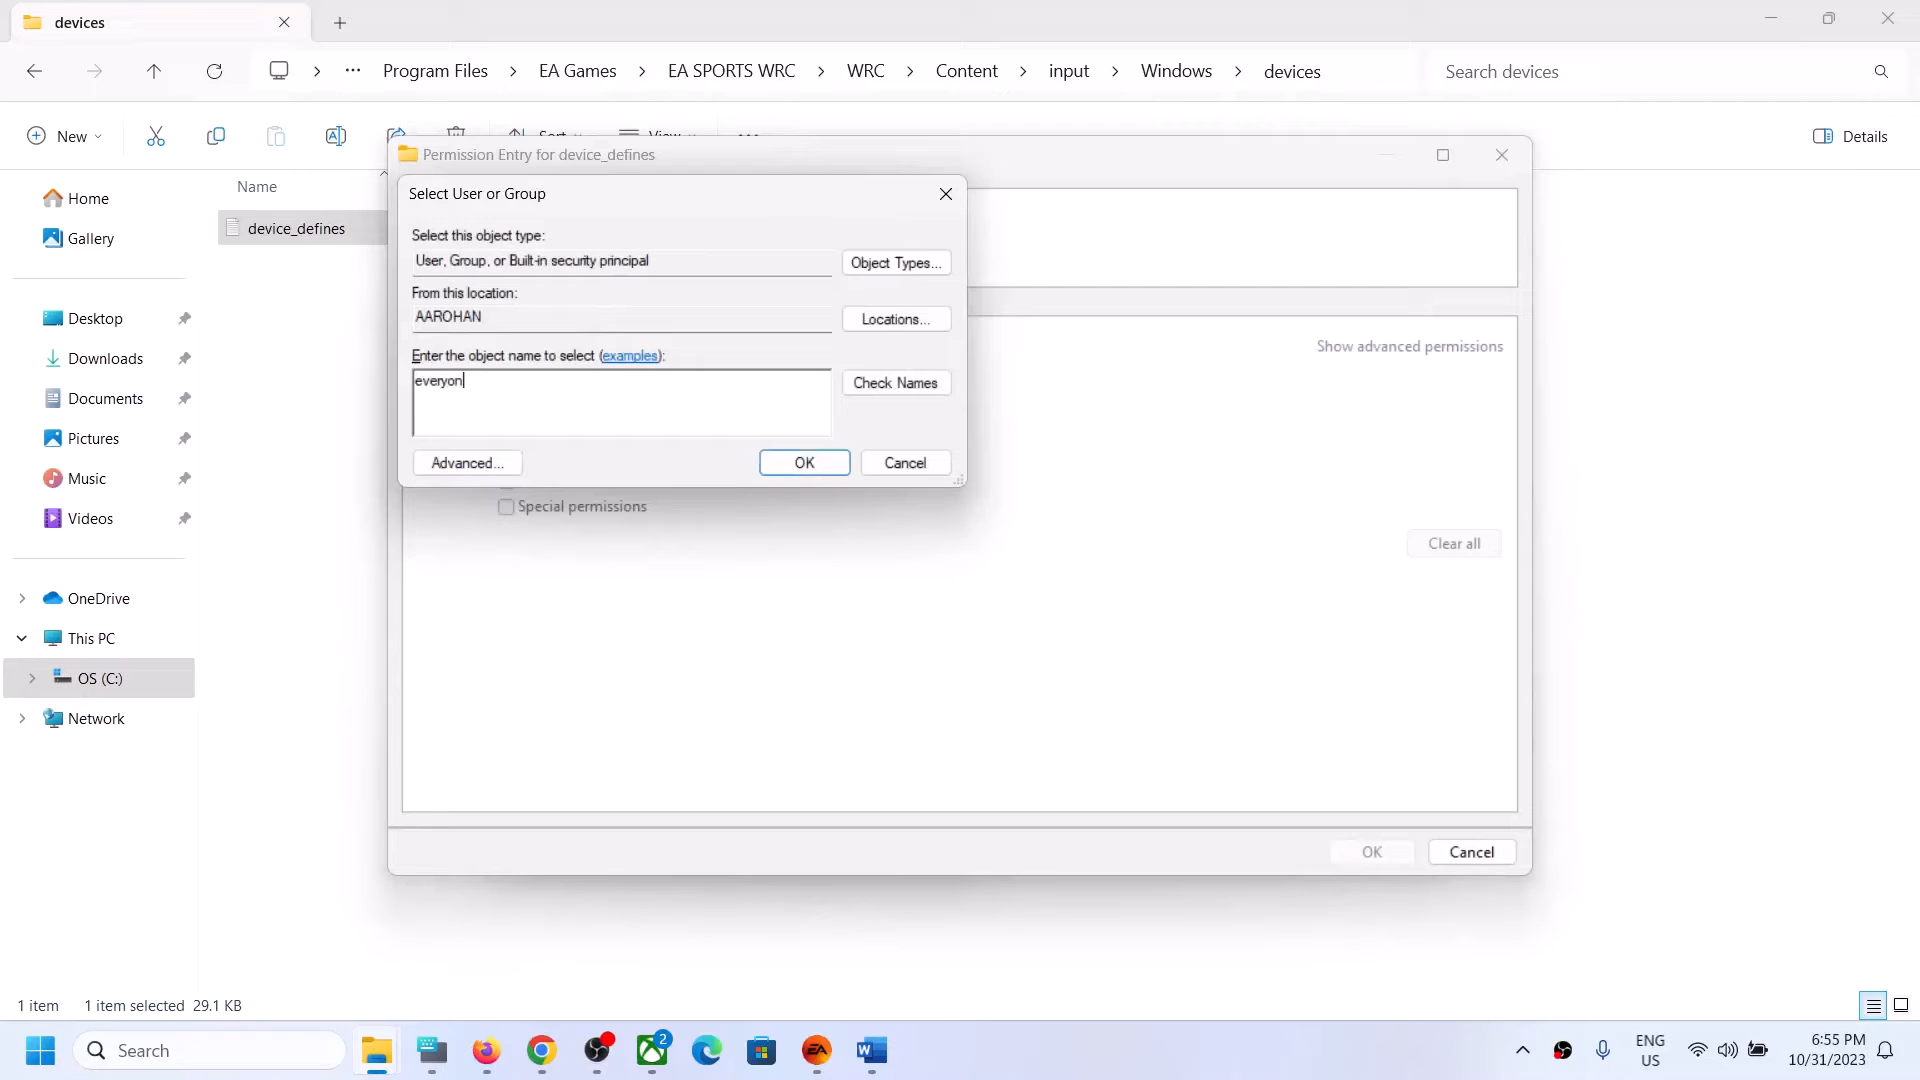 devices
Program Files
EA Games
EA SPORTS WRC
WRC
Content
input
Windows
devices
Search devices
New
Sort
View
Details
Permission Entry for device_defines
Home
Gallery
Desktop
Downloads
Documents
Pictures
Music
Videos
OneDrive
This PC
OS (C:)
Network
Name
device_defines
Select User or Group
Select this object type:
User, Group, or Built-in security principal
Object Types...
From this location:
AAROHAN
Locations...
Enter the object name to select (examples):
everyon
Check Names
Advanced...
OK
Cancel
Show advanced permissions
Special permissions
Clear all
OK
Cancel
1 item
1 item selected 29.1 KB
Search
2
EA
W
ENG
US
6:55 PM
10/31/2023